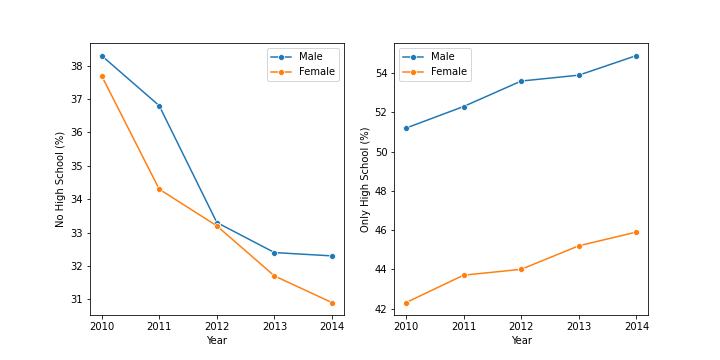 No High School (%)
38
37
36
35
34
33
32
31
2010 2011 2012 2013 2014
Year
Male
Female
Only High School (%)
54
52
50
48
46
44
42
2010 2011 2012 2013 2014
Year
Male
Female